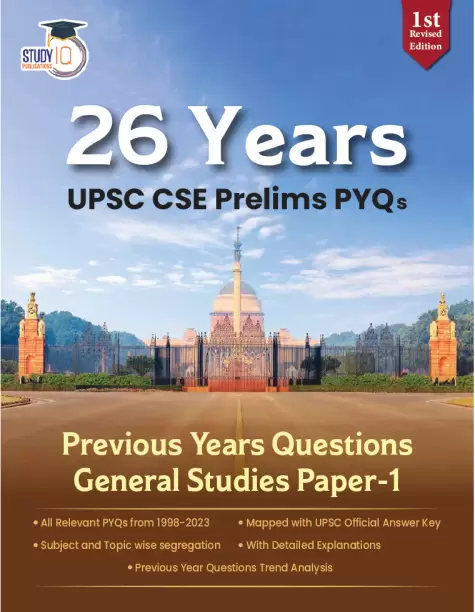 STUDY IQ
PUBLICATIONS
1st
Revised
Edition
26 Years
UPSC CSE Prelims PYQs
Previous Years Questions
General Studies Paper-1
• All Relevant PYQs from 1998-2023
• Mapped with UPSC Official Answer Key
• Subject and Topic wise segregation
• With Detailed Explanations
• Previous Year Questions Trend Analysis